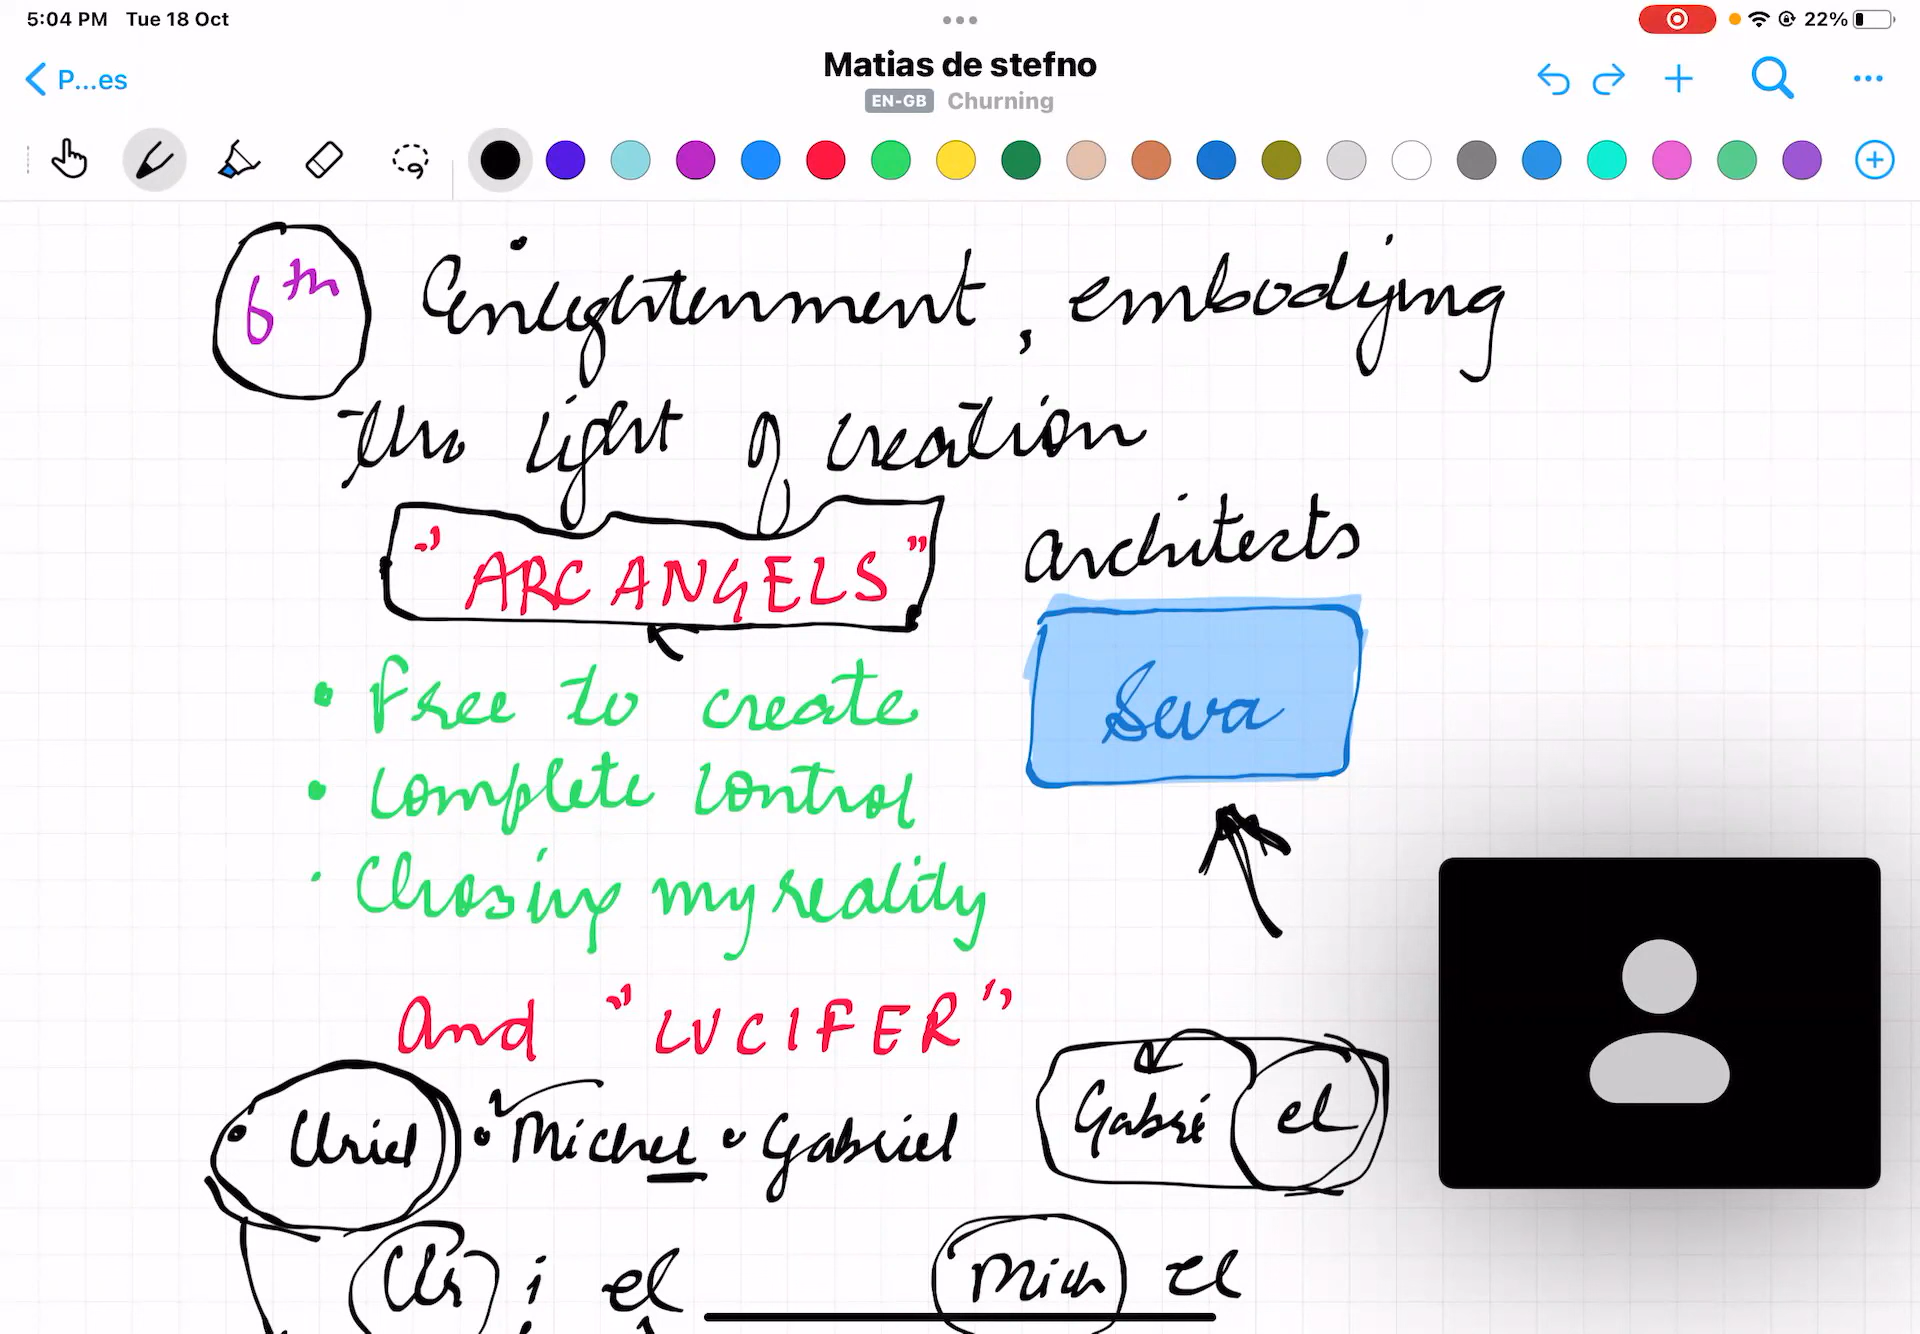 5:04 PM Tue 18 Oct 22%
P...es
Matias de stefno
EN-GB Churning
6th Enlightenment, embodying
the light of creation
"ARC ANGELS" architects
Seva
• Free to create
• Complete control
• Chosing my reality
And "LUCIFER"
• Uriel • Michel • Gabriel Gabri el
Ur i el Mich el